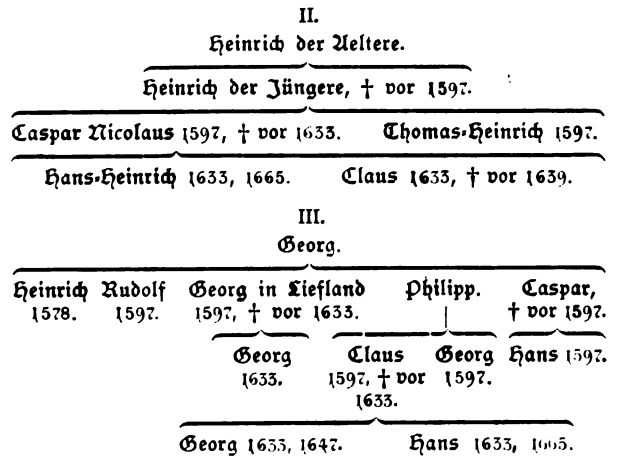 II.
Heinrich der Aeltere.
Heinrich der Jüngere, † vor 1597.
Caspar Nicolaus 1597, † vor 1633. Thomas-Heinrich 1597.
Hans-Heinrich 1633, 1665. Claus 1633, † vor 1639.
III.
Georg.
Heinrich Rudolf Georg in Liefland Philipp. Caspar,
1578. 1597. 1597, † vor 1633. † vor 1597.
Georg Claus Georg Hans 1597.
1633. 1597, † vor 1597.
1633.
Georg 1633, 1647. Hans 1633, 1665.